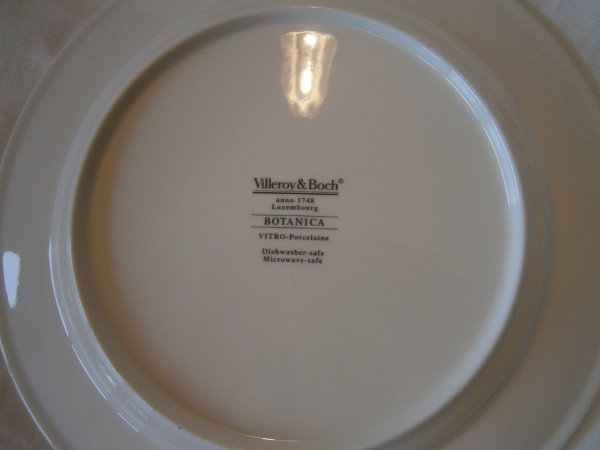 Villeroy & Boch©
anno 1748
Luxembourg
BOTANICA
VITRO-Porcelaine
Dishwasher-safe
Microwave-safe